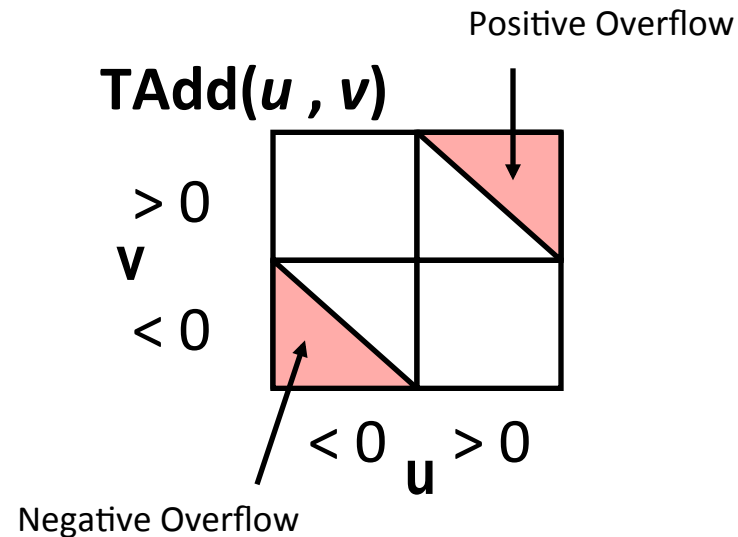 Positive Overflow
TAdd(u , v)
> 0
v
< 0
< 0 u > 0
Negative Overflow